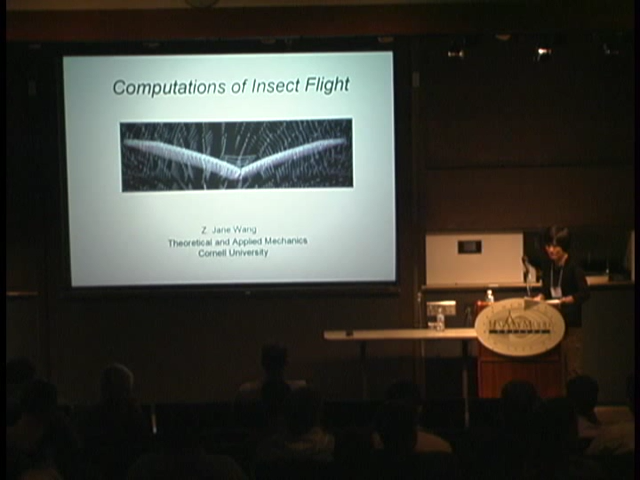 Computations of Insect Flight
Z. Jane Wang
Theoretical and Applied Mechanics
Cornell University